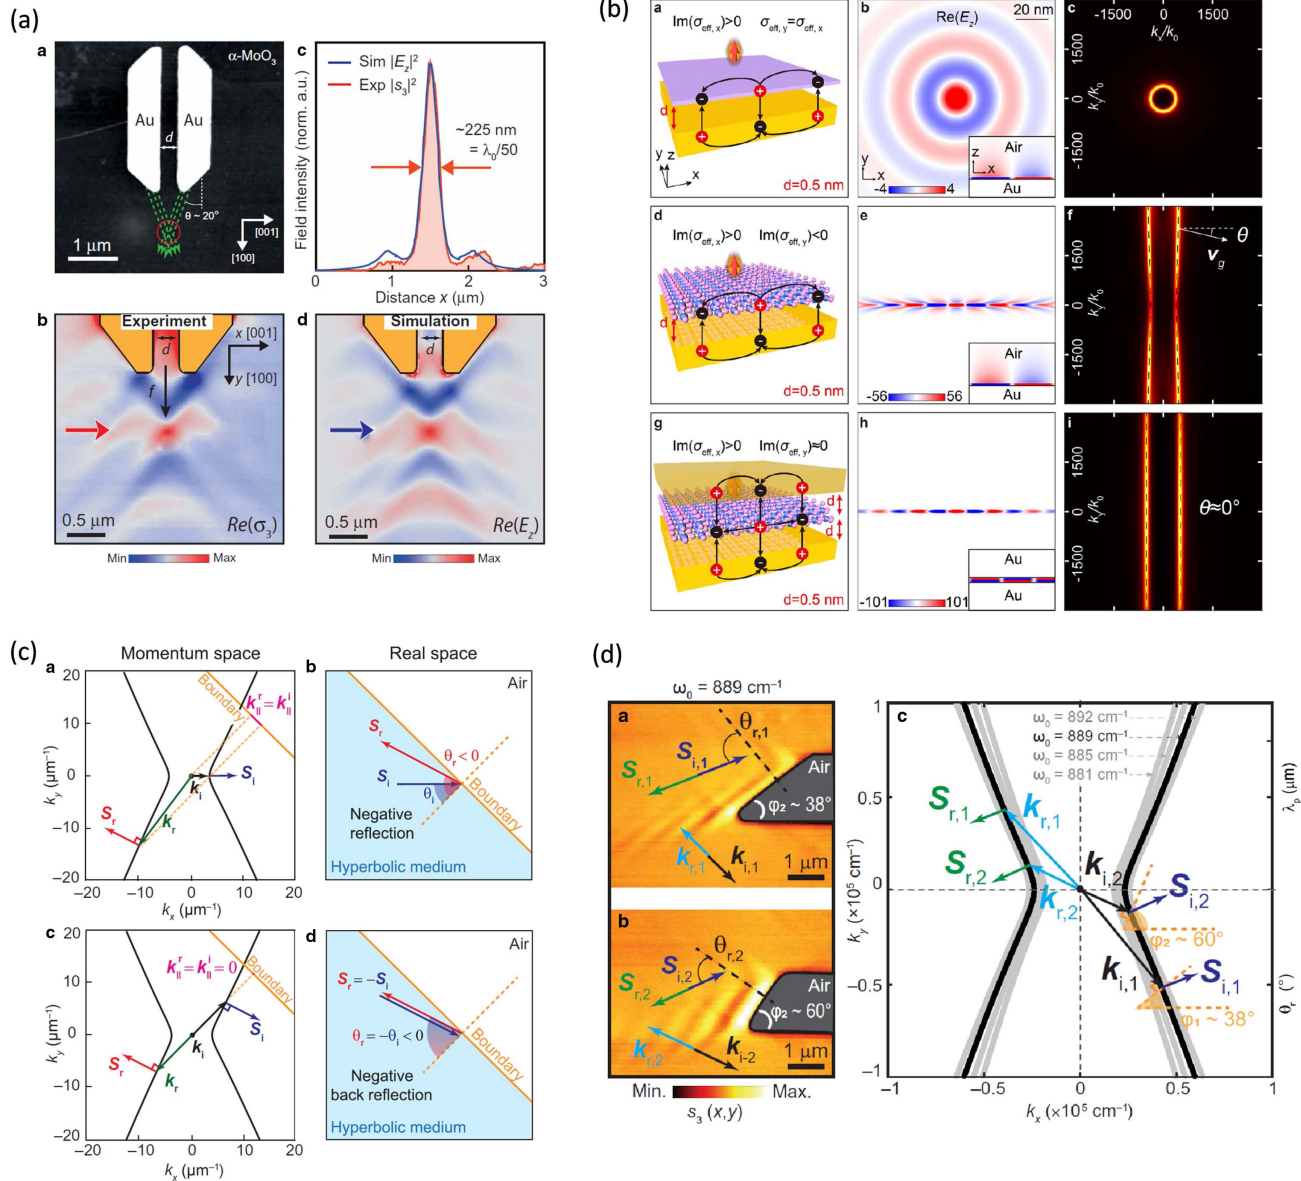 (a)
a
α-MoO3
Au
Au
d
θ ~ 20°
[001]
[100]
1 μm
c
Sim |Ez|²
Exp |s3|²
~225 nm
= λ0/50
Field intensity (norm. a.u.)
0
1
2
3
Distance x (μm)
b
Experiment
d
x [001]
y [100]
f
0.5 μm
Re(σ3)
Min
Max
d
Simulation
d
0.5 μm
Re(Ez)
Min
Max
(b)
a
Im(σeff, x)>0 σeff, y=σeff, x
d
y z
x
d=0.5 nm
b
Re(Ez)
20 nm
z
x
Air
Au
y
x
-4
4
c
-1500 0 1500
kx/k0
1500
0
-1500
ky/k0
d
Im(σeff, x)>0 Im(σeff, y)<0
d
d=0.5 nm
e
Air
Au
-56
56
f
θ
vg
1500
0
-1500
ky/k0
g
Im(σeff, x)>0 Im(σeff, y)≈0
d
d
d=0.5 nm
h
Au
Au
-101
101
i
θ≈0°
1500
0
-1500
ky/k0
(c)
Momentum space
Real space
a
20
10
0
−10
−20
ky (μm⁻¹)
Boundary
k∥r = k∥i
Si
ki
kr
Sr
−20 −10 0 10 20
kx (μm⁻¹)
b
Air
Sr
θr < 0
Si
θi
Boundary
Negative
reflection
Hyperbolic medium
c
20
10
0
−10
−20
ky (μm⁻¹)
k∥r = k∥i = 0
Boundary
Si
ki
Sr
kr
−20 −10 0 10 20
kx (μm⁻¹)
d
Air
Sr = −Si
θr = −θi < 0
Boundary
Negative
back reflection
Hyperbolic medium
(d)
ω0 = 889 cm⁻¹
a
θr,1
Si,1
Sr,1
Air
φ2 ~ 38°
kr,1
ki,1
1 μm
b
θr,2
Si,2
Sr,2
Air
φ2 ~ 60°
kr,2
ki-2
1 μm
Min.
Max.
s3 (x,y)
c
ω0 = 892 cm⁻¹
ω0 = 889 cm⁻¹
ω0 = 885 cm⁻¹
ω0 = 881 cm⁻¹
1
0.5
0
−0.5
−1
ky (×10⁵ cm⁻¹)
Sr,1
kr,1
Sr,2
kr,2
ki,2
Si,2
φ2 ~ 60°
ki,1
Si,1
φ1 ~ 38°
−1 −0.5 0 0.5 1
kx (×10⁵ cm⁻¹)
λp (μm)
θr (°)